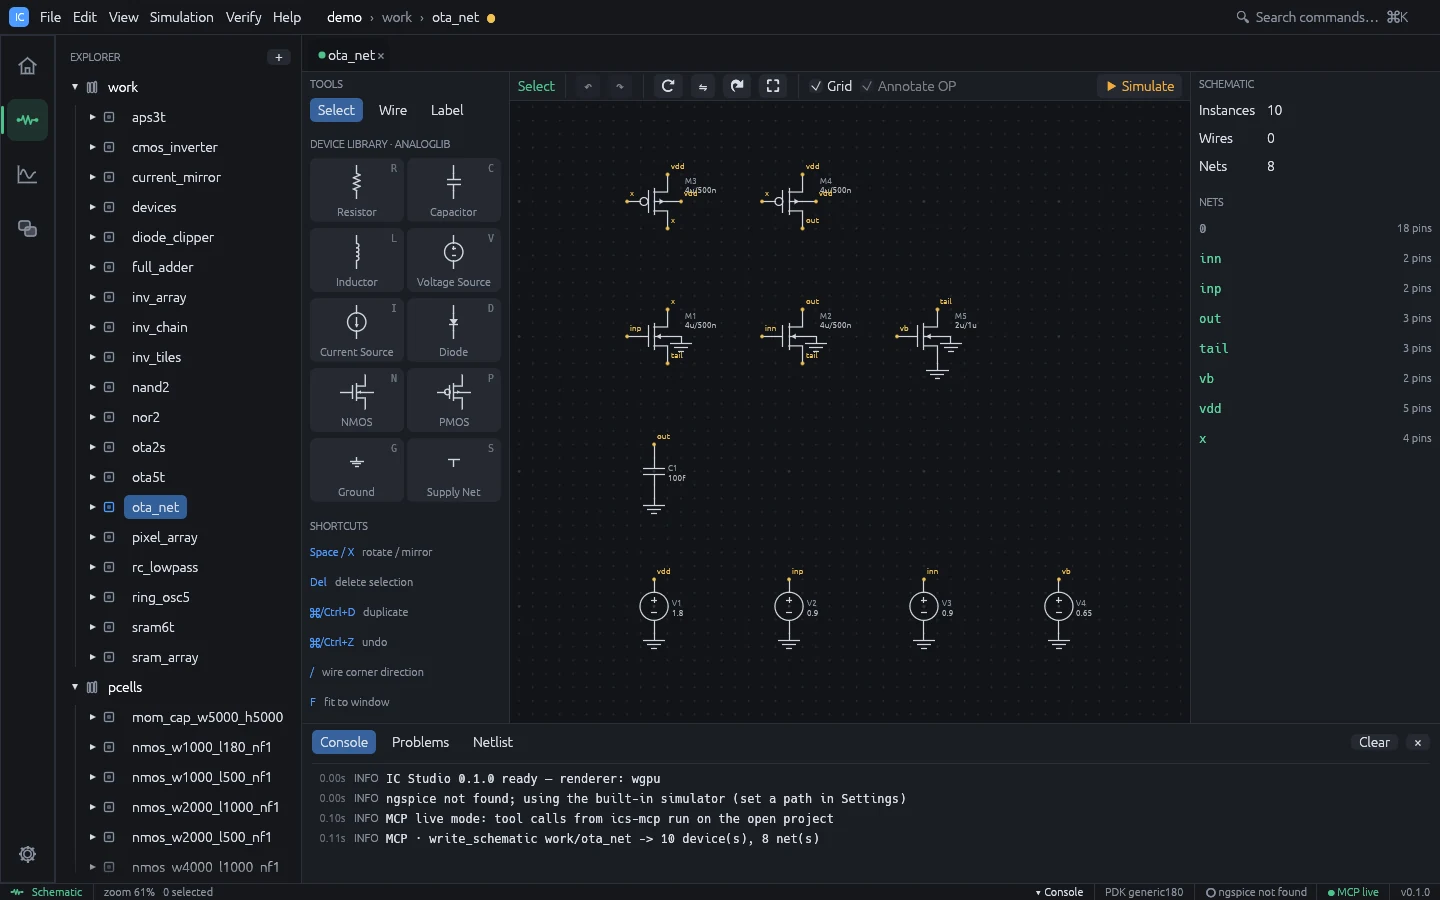 IC File Edit View Simulation Verify Help demo › work › ota_net Search commands... ⌘K
EXPLORER +
work
aps3t
cmos_inverter
current_mirror
devices
diode_clipper
full_adder
inv_array
inv_chain
inv_tiles
nand2
nor2
ota2s
ota5t
ota_net
pixel_array
rc_lowpass
ring_osc5
sram6t
sram_array
pcells
mom_cap_w5000_h5000
nmos_w1000_l180_nf1
nmos_w1000_l500_nf1
nmos_w2000_l1000_nf1
nmos_w2000_l500_nf1
nmos_w4000_l1000_nf1
ota_net ×
TOOLS
Select Wire Label
DEVICE LIBRARY · ANALOGLIB
R C
Resistor Capacitor
L V
Inductor Voltage Source
I D
Current Source Diode
N P
NMOS PMOS
G S
Ground Supply Net
SHORTCUTS
Space / X rotate / mirror
Del delete selection
⌘/Ctrl+D duplicate
⌘/Ctrl+Z undo
/ wire corner direction
F fit to window
Select Grid Annotate OP Simulate
vdd vdd
M3 M4
4u/500n 4u/500n
x vdd x vdd
x out
x out tail
M1 M2 M5
4u/500n 4u/500n 2u/1u
inp inn vb
tail tail
out
C1
100f
vdd inp inn vb
V1 V2 V3 V4
1.8 0.9 0.9 0.65
SCHEMATIC
Instances 10
Wires 0
Nets 8
NETS
0 18 pins
inn 2 pins
inp 2 pins
out 3 pins
tail 3 pins
vb 2 pins
vdd 5 pins
x 4 pins
Console Problems Netlist Clear ×
0.00s INFO IC Studio 0.1.0 ready — renderer: wgpu
0.00s INFO ngspice not found; using the built-in simulator (set a path in Settings)
0.10s INFO MCP live mode: tool calls from ics-mcp run on the open project
0.11s INFO MCP · write_schematic work/ota_net -> 10 device(s), 8 net(s)
Schematic zoom 61% 0 selected Console PDK generic180 ngspice not found MCP live v0.1.0